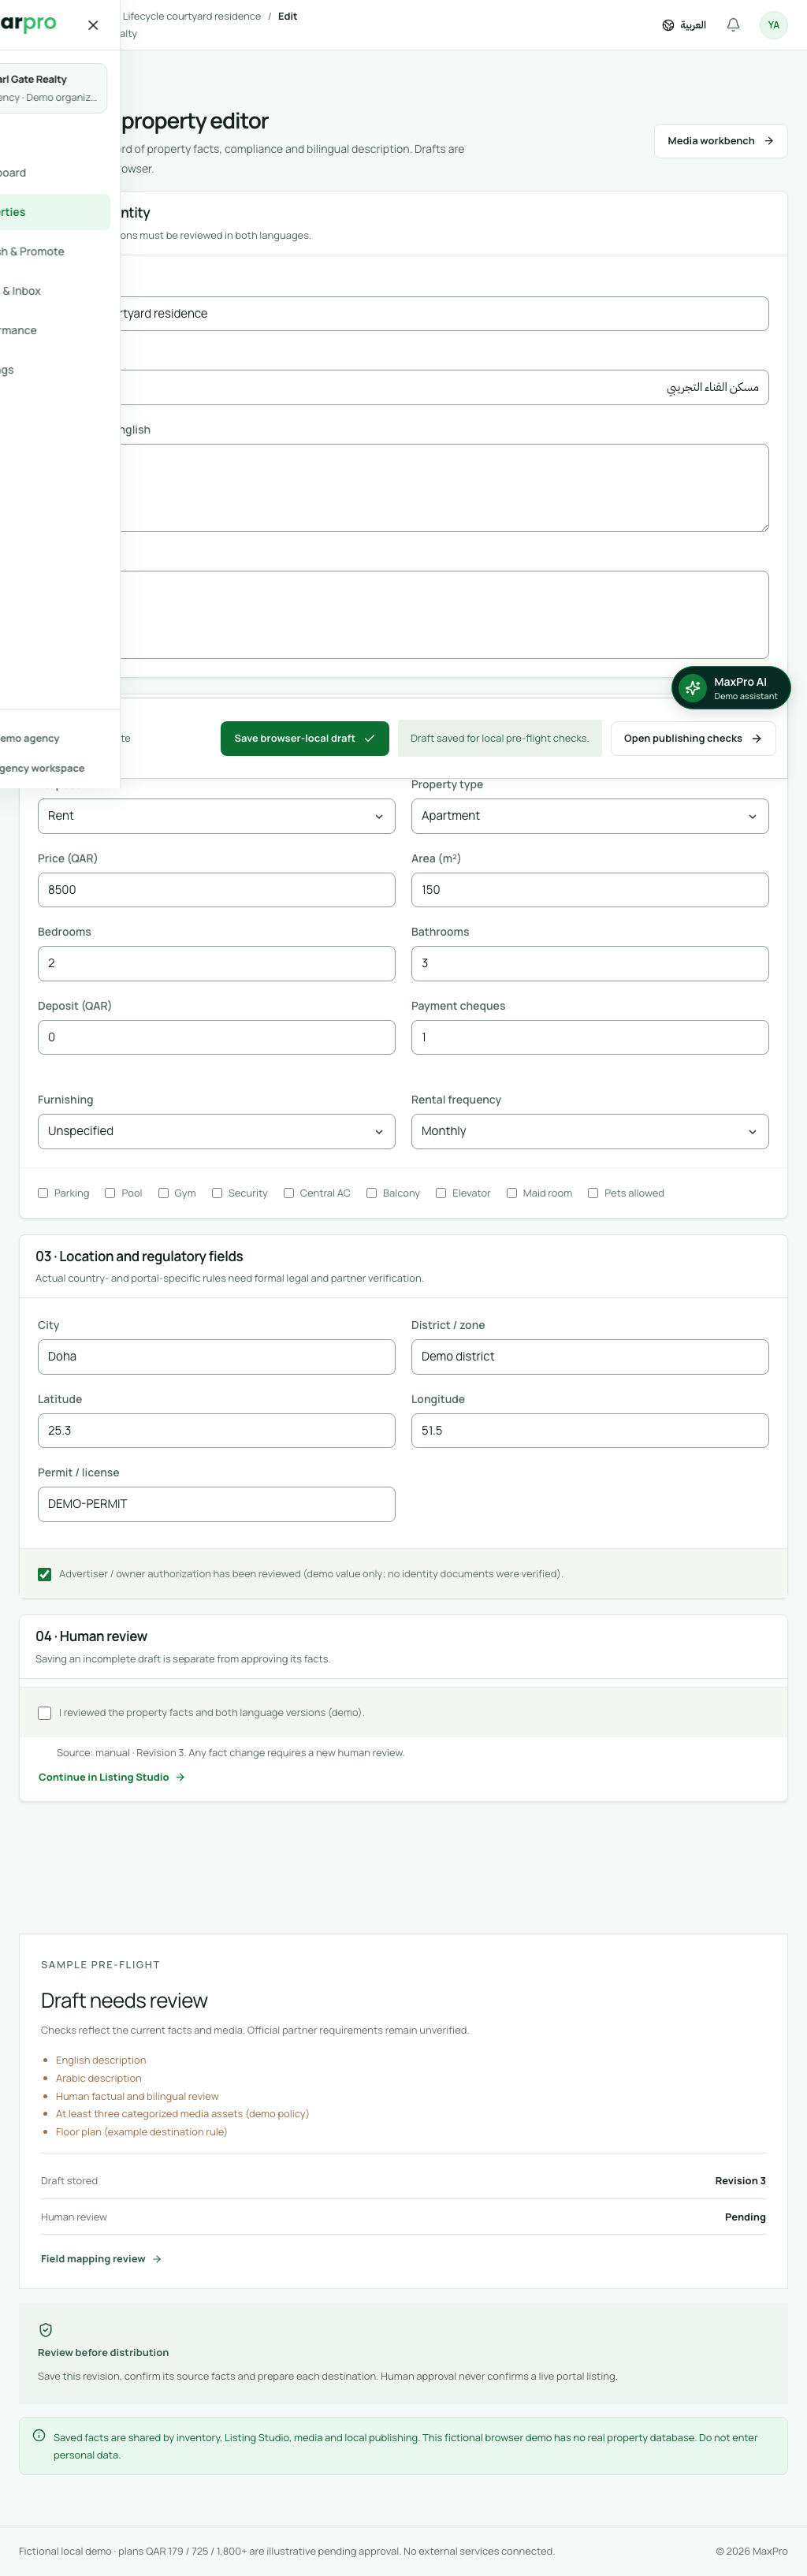 arpro
arl Gate Realty
ency · Demo organiz...
board
rties
sh & Promote
& Inbox
rmance
gs
emo agency
gency workspace
Lifecycle courtyard residence / Edit
alty
العربية
YA
property editor
rd of property facts, compliance and bilingual description. Drafts are
rowser.
Media workbench
ntity
ons must be reviewed in both languages.
rtyard residence
مسكن الفناء التجريبي
nglish
MaxPro AI
Demo assistant
te
Save browser-local draft
Draft saved for local pre-flight checks.
Open publishing checks
Property type
Rent
Apartment
Price (QAR)
Area (m²)
8500
150
Bedrooms
Bathrooms
2
3
Deposit (QAR)
Payment cheques
0
1
Furnishing
Rental frequency
Unspecified
Monthly
Parking Pool Gym Security Central AC Balcony Elevator Maid room Pets allowed
03 · Location and regulatory fields
Actual country- and portal-specific rules need formal legal and partner verification.
City
District / zone
Doha
Demo district
Latitude
Longitude
25.3
51.5
Permit / license
DEMO-PERMIT
Advertiser / owner authorization has been reviewed (demo value only; no identity documents were verified).
04 · Human review
Saving an incomplete draft is separate from approving its facts.
I reviewed the property facts and both language versions (demo).
Source: manual · Revision 3. Any fact change requires a new human review.
Continue in Listing Studio
SAMPLE PRE-FLIGHT
Draft needs review
Checks reflect the current facts and media. Official partner requirements remain unverified.
English description
Arabic description
Human factual and bilingual review
At least three categorized media assets (demo policy)
Floor plan (example destination rule)
Draft stored Revision 3
Human review Pending
Field mapping review
Review before distribution
Save this revision, confirm its source facts and prepare each destination. Human approval never confirms a live portal listing.
Saved facts are shared by inventory, Listing Studio, media and local publishing. This fictional browser demo has no real property database. Do not enter
personal data.
Fictional local demo · plans QAR 179 / 725 / 1,800+ are illustrative pending approval. No external services connected.
© 2026 MaxPro